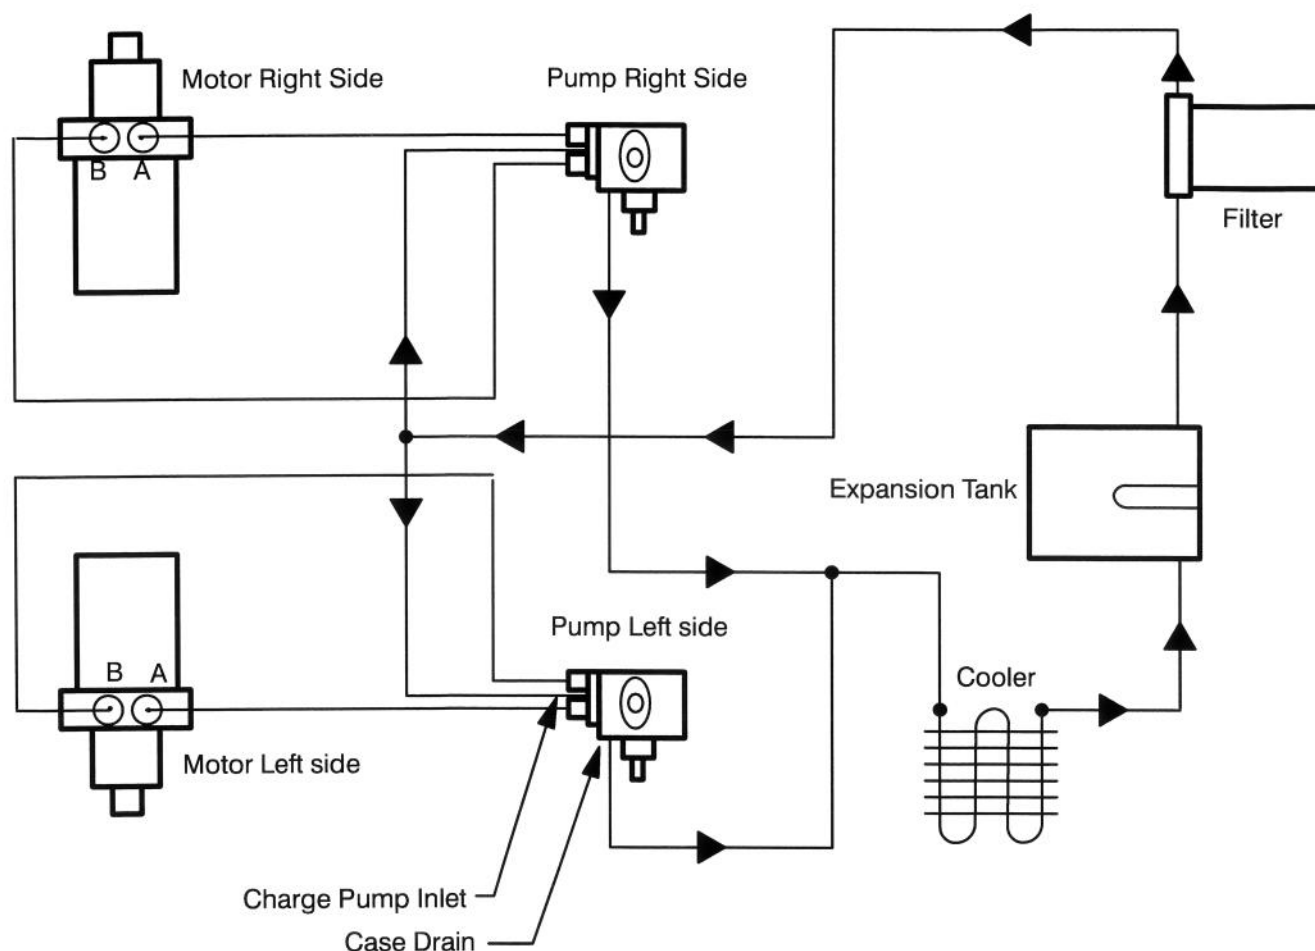 Motor Right Side
Pump Right Side
B A
Filter
Expansion Tank
Pump Left side
B A
Cooler
Motor Left side
Charge Pump Inlet
Case Drain